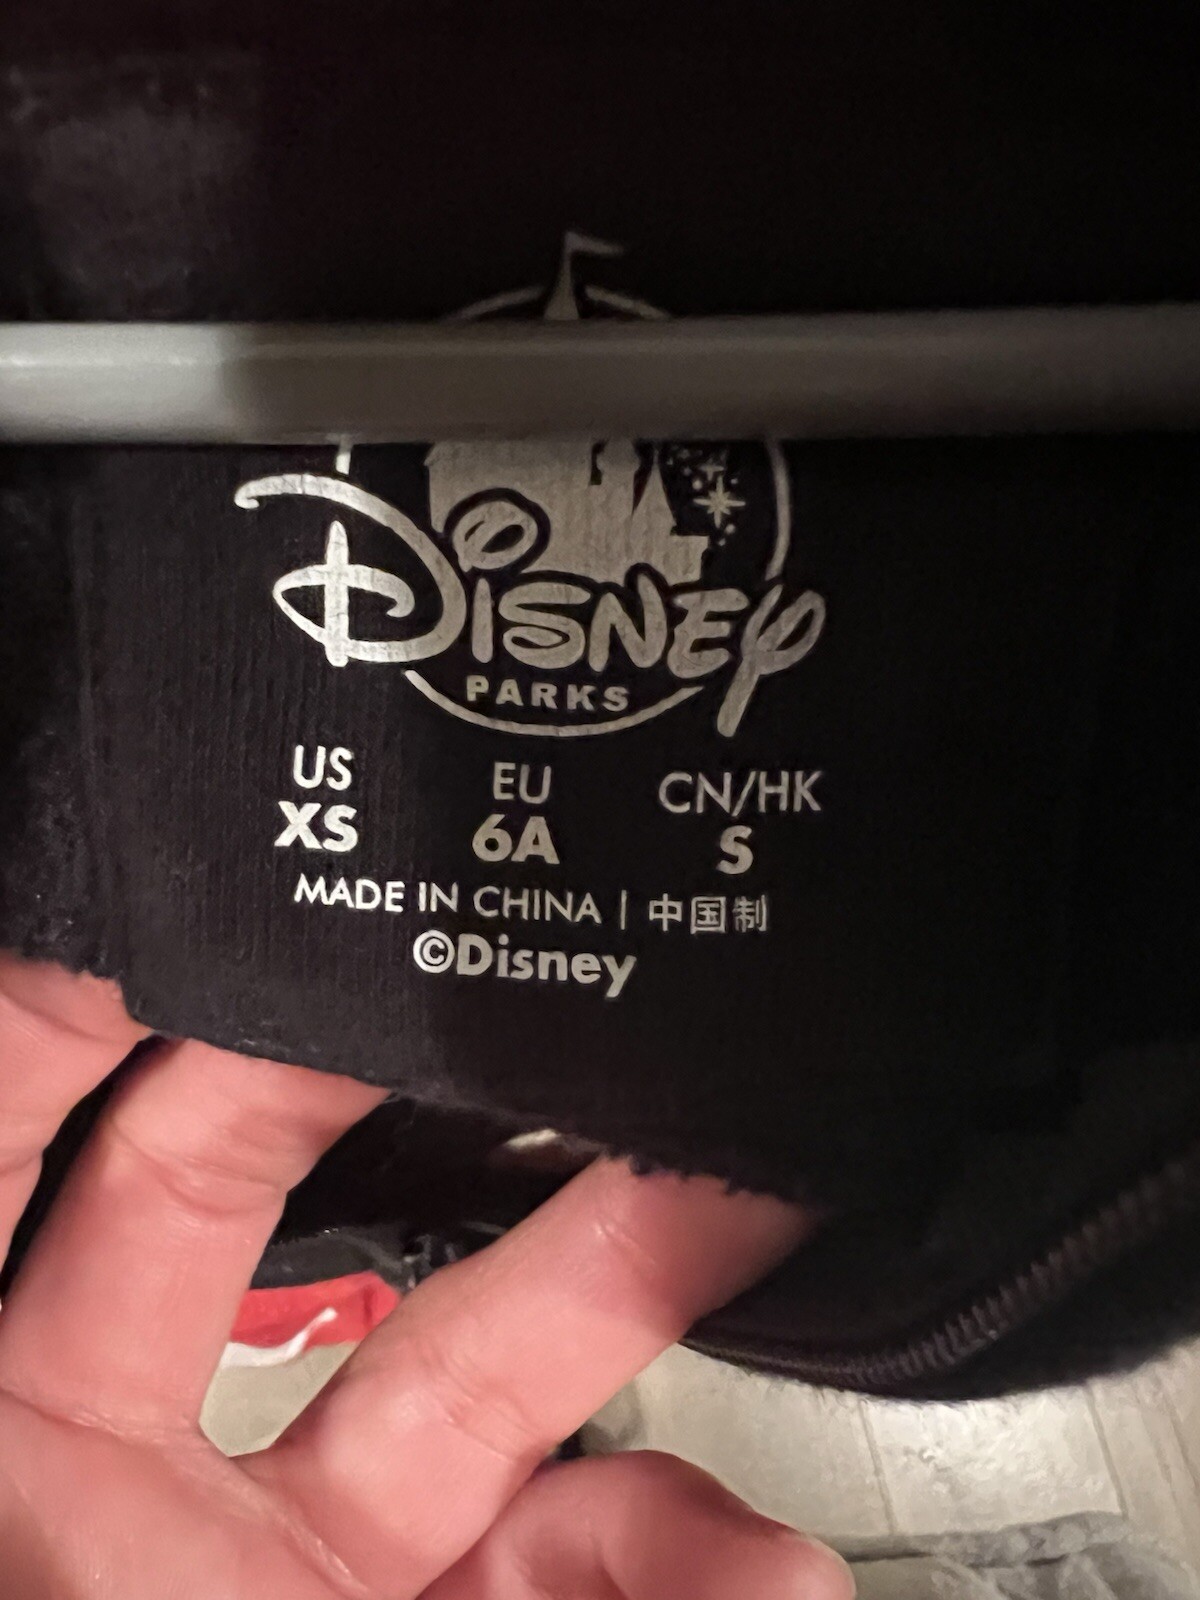 Disney
PARKS
US EU CN/HK
XS 6A S
MADE IN CHINA | 中国制
©Disney